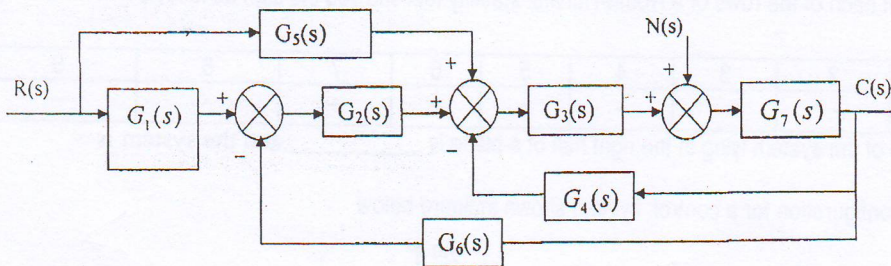 G₅(s)
N(s)
+
+
R(s)
C(s)
G₁(s)
+
G₂(s)
+
G₃(s)
+
G₇(s)
-
-
G₄(s)
G₆(s)